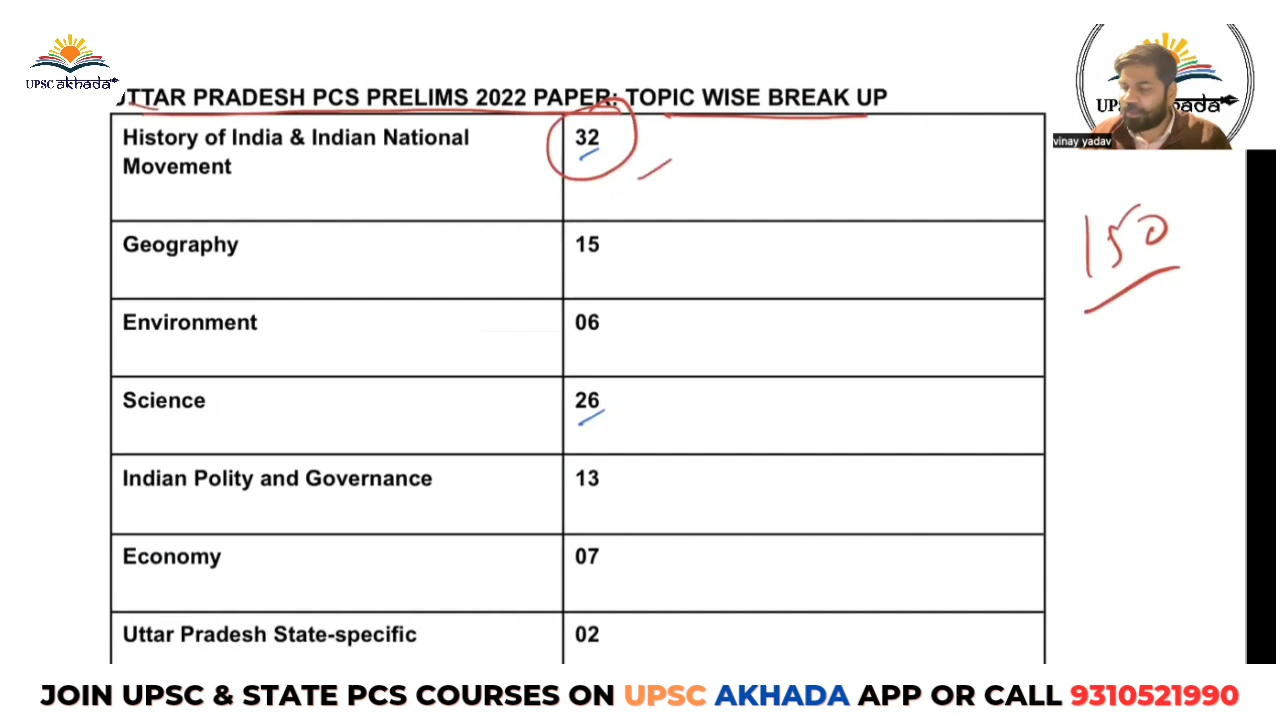 UPSC akhada
UTTAR PRADESH PCS PRELIMS 2022 PAPER: TOPIC WISE BREAK UP
History of India & Indian National
Movement
32
Geography
15
Environment
06
Science
26
Indian Polity and Governance
13
Economy
07
Uttar Pradesh State-specific
02
vinay yadav
150
JOIN UPSC & STATE PCS COURSES ON UPSC AKHADA APP OR CALL 9310521990